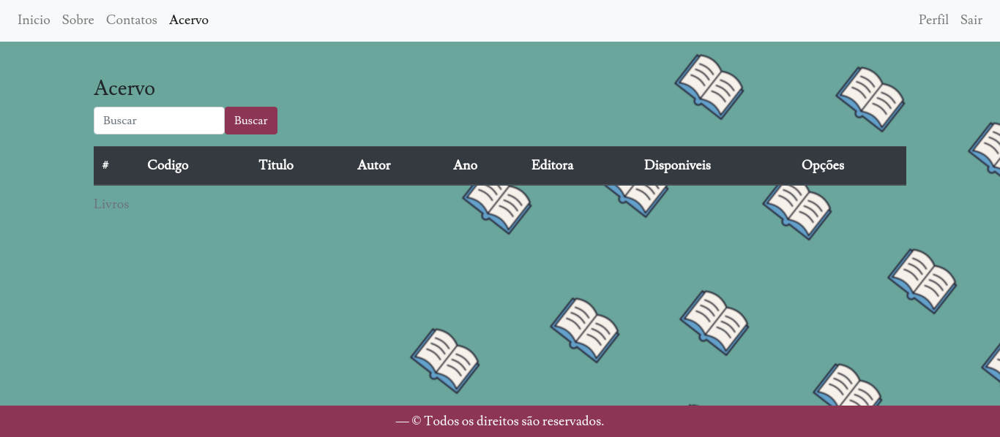 Inicio Sobre Contatos Acervo Perfil Sair
Acervo
Buscar Buscar
# Codigo Titulo Autor Ano Editora Disponiveis Opções
Livros
— © Todos os direitos são reservados.